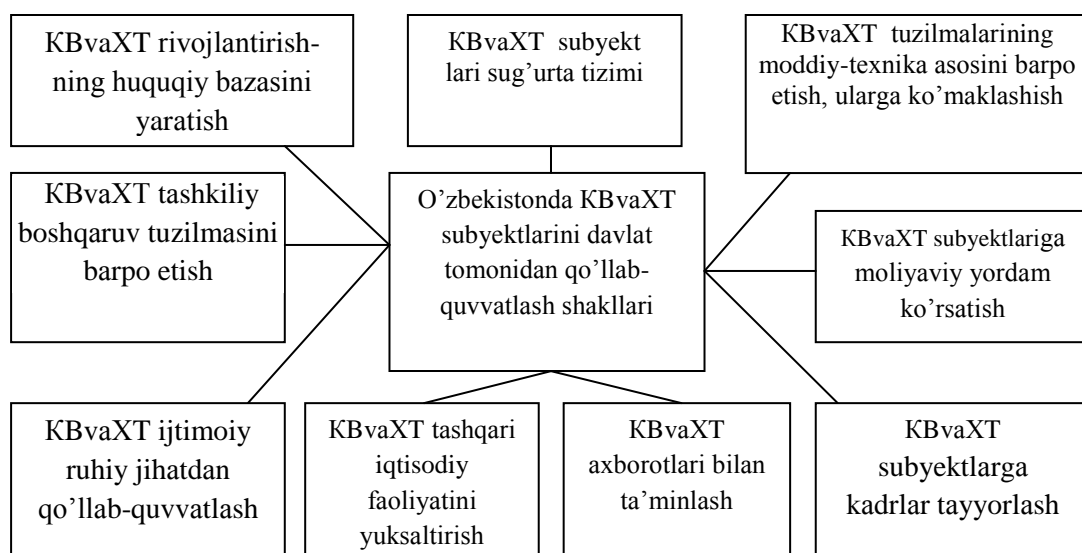 KBvaXT rivojlantirish-
ning huquqiy bazasini
yaratish
KBvaXT subyekt
lari sug’urta tizimi
KBvaXT tuzilmalarining
moddiy-texnika asosini barpo
etish, ularga ko’maklashish
KBvaXT tashkiliy
boshqaruv tuzilmasini
barpo etish
O’zbekistonda KBvaXT
subyektlarini davlat
tomonidan qo’llab-
quvvatlash shakllari
KBvaXT subyektlariga
moliyaviy yordam
ko’rsatish
KBvaXT ijtimoiy
ruhiy jihatdan
qo’llab-quvvatlash
KBvaXT tashqari
iqtisodiy
faoliyatini
yuksaltirish
KBvaXT
axborotlari bilan
ta’minlash
KBvaXT
subyektlarga
kadrlar tayyorlash